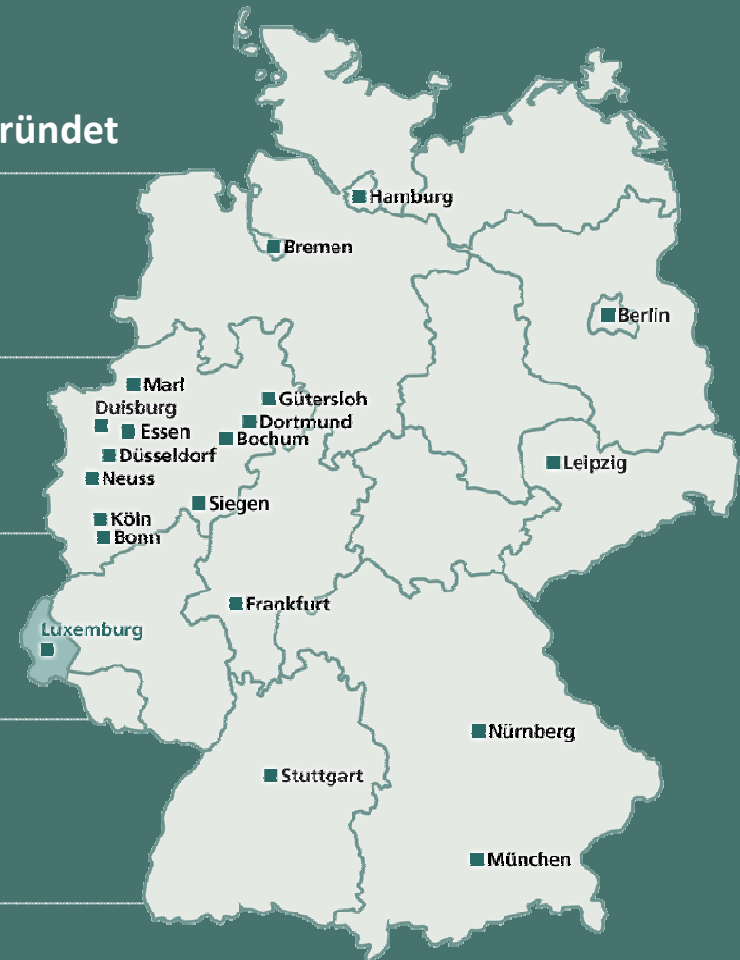 ründet
Hamburg
Bremen
Berlin
Marl
Gütersloh
Duisburg
Dortmund
Essen
Bochum
Düsseldorf
Leipzig
Neuss
Siegen
Köln
Bonn
Frankfurt
Luxemburg
Nürnberg
Stuttgart
München